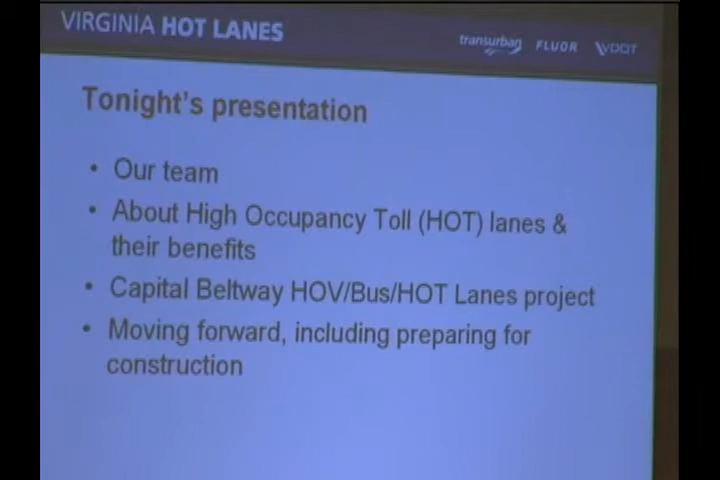 VIRGINIA HOT LANES
transurban FLUOR VDOT
Tonight's presentation
• Our team
• About High Occupancy Toll (HOT) lanes &
their benefits
• Capital Beltway HOV/Bus/HOT Lanes project
• Moving forward, including preparing for
construction